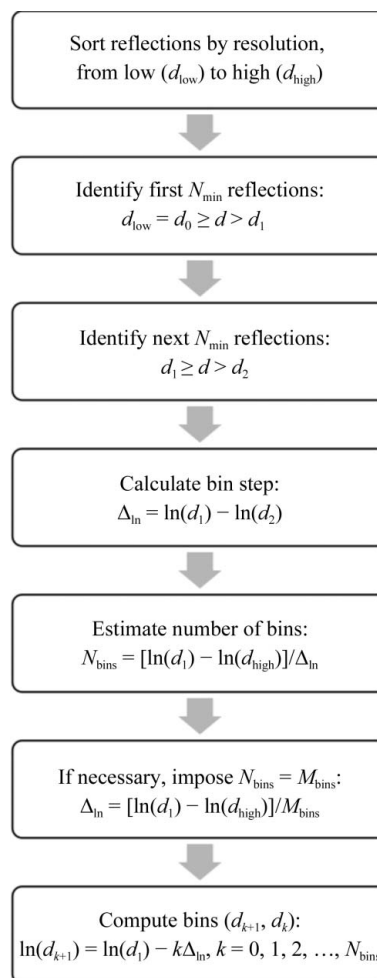 Sort reflections by resolution,
from low (d_low) to high (d_high)
Identify first N_min reflections:
d_low = d_0 ≥ d > d_1
Identify next N_min reflections:
d_1 ≥ d > d_2
Calculate bin step:
Δ_ln = ln(d_1) − ln(d_2)
Estimate number of bins:
N_bins = [ln(d_1) − ln(d_high)]/Δ_ln
If necessary, impose N_bins = M_bins:
Δ_ln = [ln(d_1) − ln(d_high)]/M_bins
Compute bins (d_{k+1}, d_k):
ln(d_{k+1}) = ln(d_1) − kΔ_ln, k = 0, 1, 2, …, N_bins